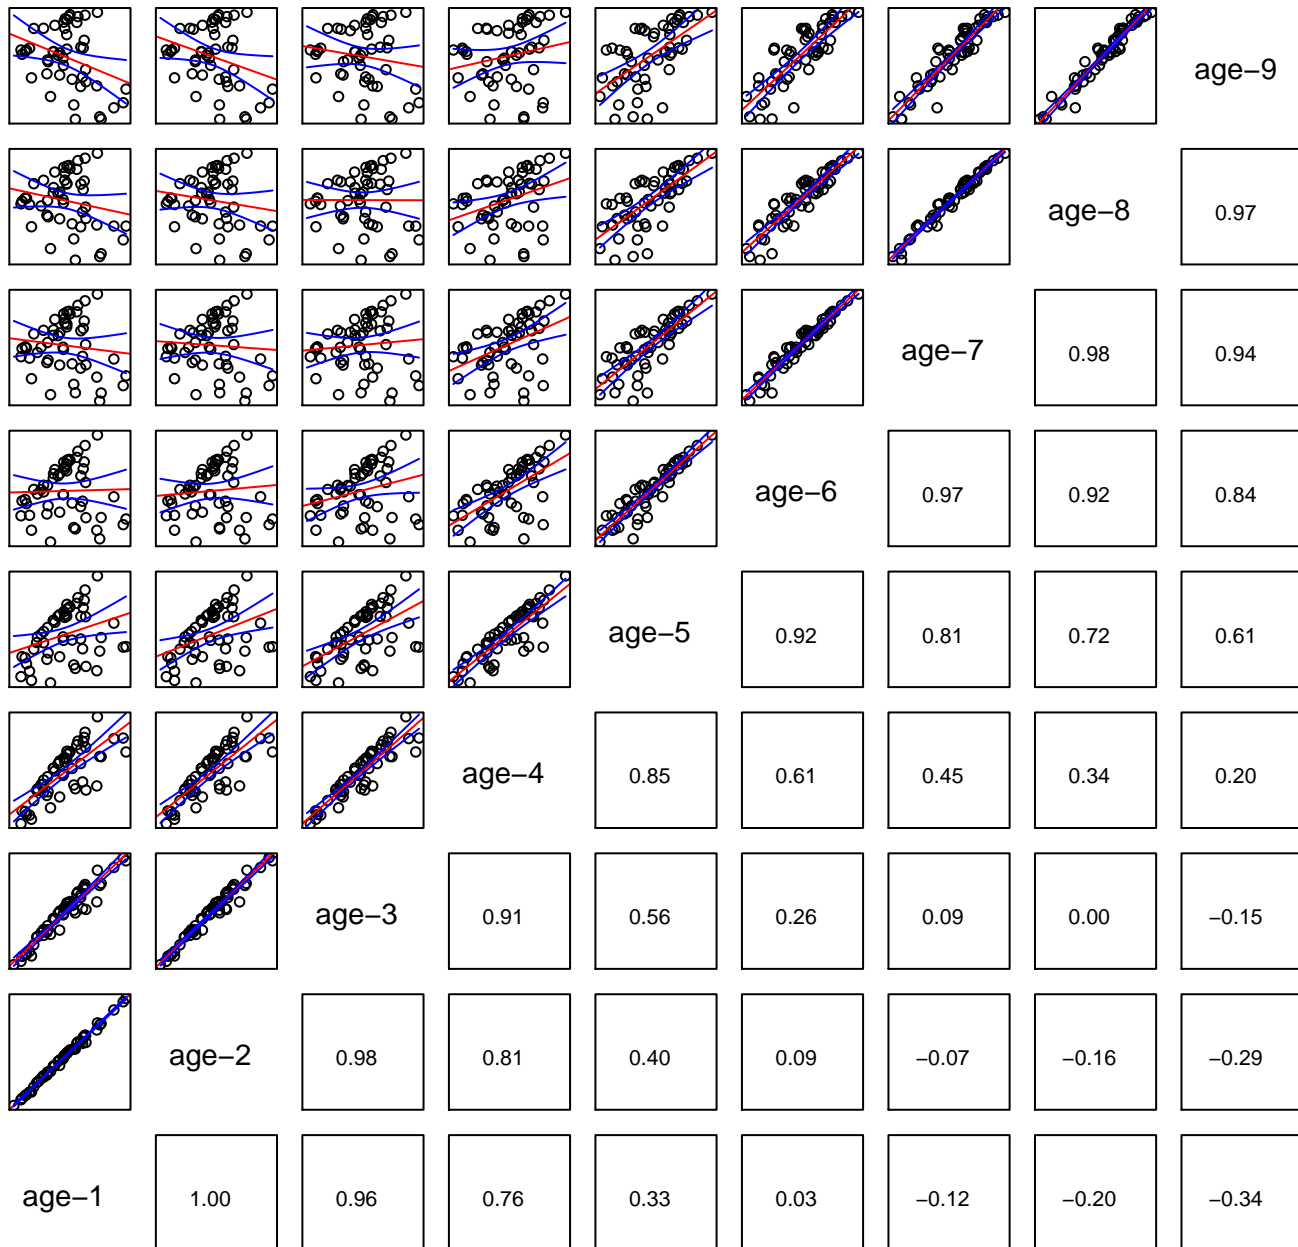 age−9
age−8 0.97
age−7 0.98 0.94
age−6 0.97 0.92 0.84
age−5 0.92 0.81 0.72 0.61
age−4 0.85 0.61 0.45 0.34 0.20
age−3 0.91 0.56 0.26 0.09 0.00 −0.15
age−2 0.98 0.81 0.40 0.09 −0.07 −0.16 −0.29
age−1 1.00 0.96 0.76 0.33 0.03 −0.12 −0.20 −0.34